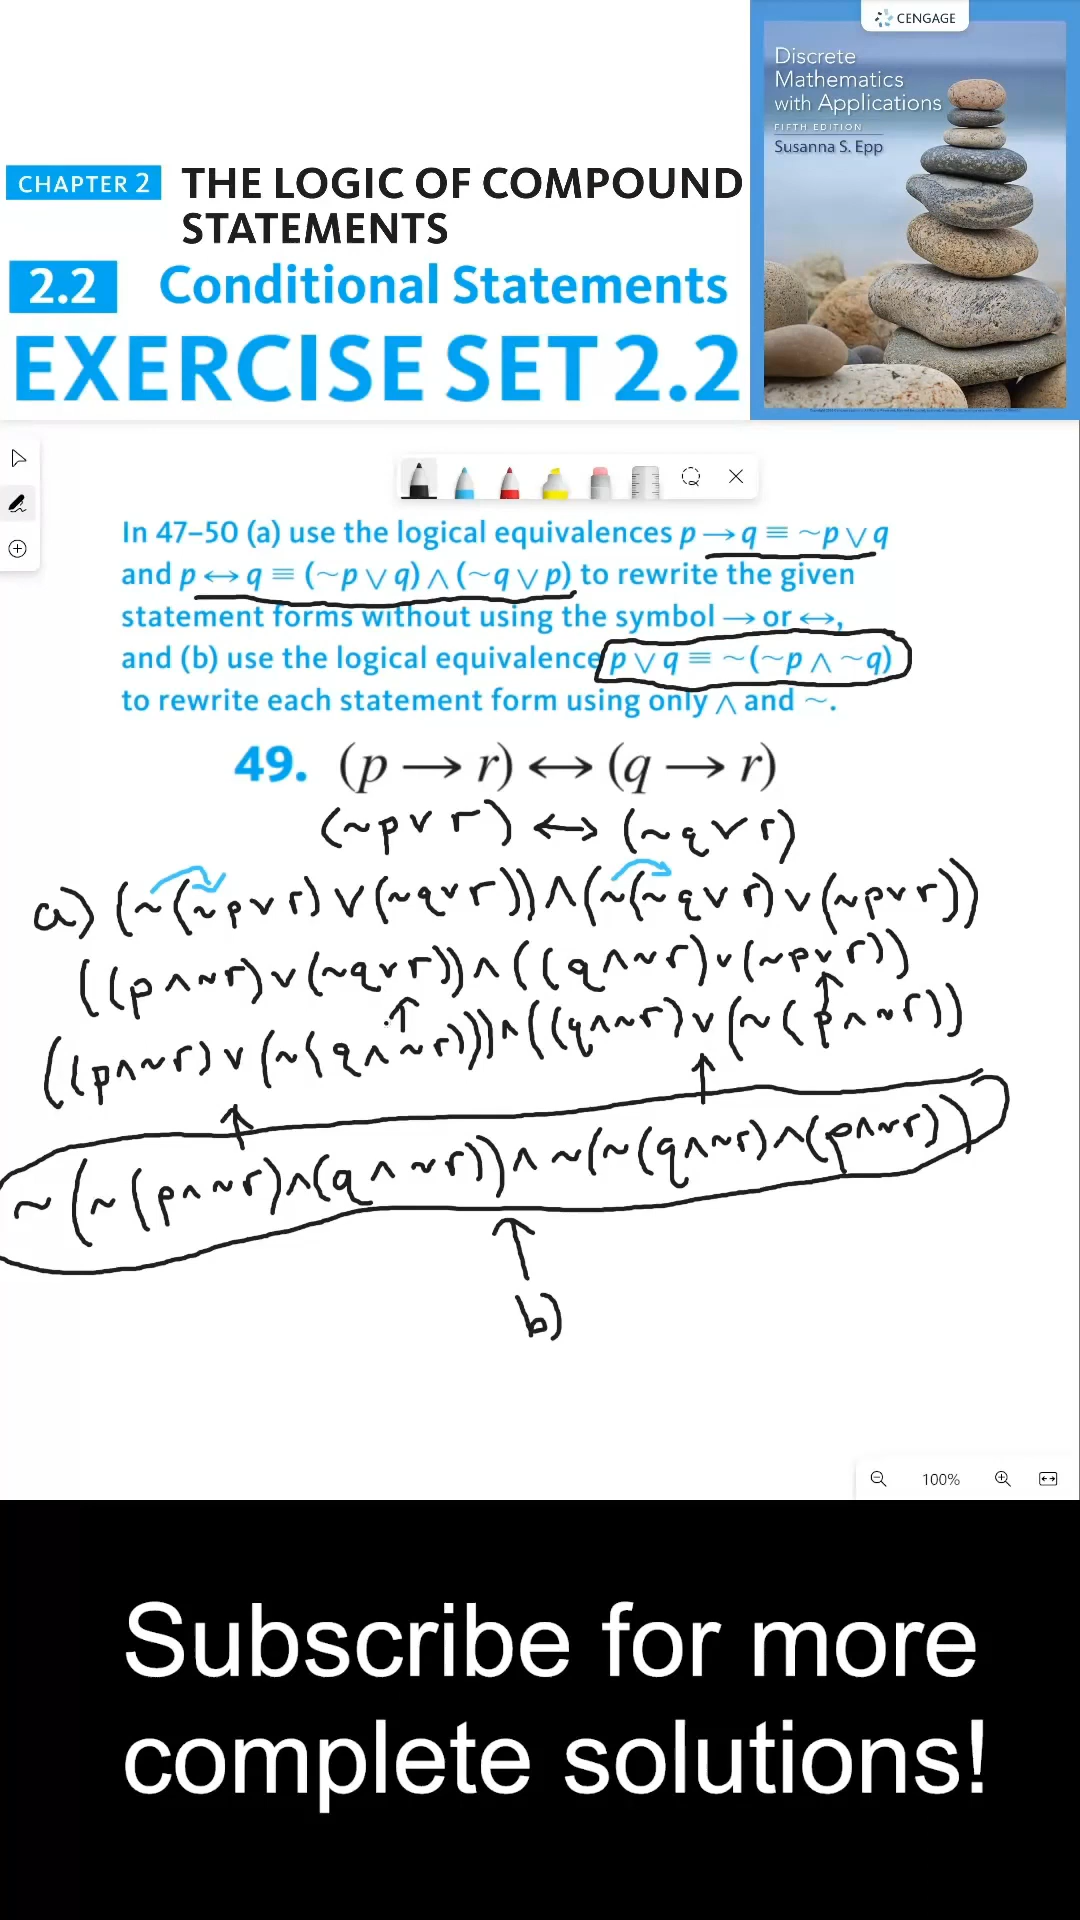 CENGAGE
Discrete
Mathematics
with Applications
FIFTH EDITION
Susanna S. Epp
CHAPTER 2 THE LOGIC OF COMPOUND
STATEMENTS
2.2 Conditional Statements
EXERCISE SET 2.2
In 47–50 (a) use the logical equivalences p → q ≡ ~p ∨ q
and p ↔ q ≡ (~p ∨ q) ∧ (~q ∨ p) to rewrite the given
statement forms without using the symbol → or ↔,
and (b) use the logical equivalence p ∨ q ≡ ~(~p ∧ ~q)
to rewrite each statement form using only ∧ and ~.
49. (p → r) ↔ (q → r)
(~p ∨ r) ↔ (~q ∨ r)
a) (~(~p ∨ r) ∨ (~q ∨ r)) ∧ (~(~q ∨ r) ∨ (~p ∨ r))
((p ∧ ~r) ∨ (~q ∨ r)) ∧ ((q ∧ ~r) ∨ (~p ∨ r))
((p ∧ ~r) ∨ (~(q ∧ ~r))) ∧ ((q ∧ ~r) ∨ (~(p ∧ ~r))
~(~(p ∧ ~r) ∧ (q ∧ ~r)) ∧ ~(~(q ∧ ~r) ∧ (p ∧ ~r))
b)
100%
Subscribe for more
complete solutions!